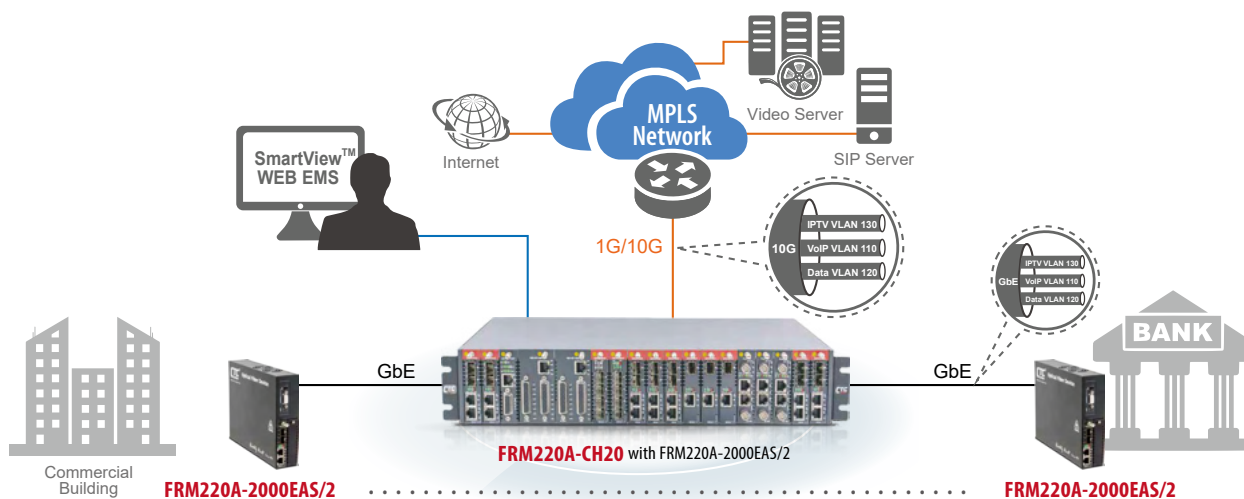 SmartView™
WEB EMS
Internet
MPLS
Network
Video Server
SIP Server
1G/10G
10G
IPTV VLAN 130
VoIP VLAN 110
Data VLAN 120
GbE
IPTV VLAN 130
VoIP VLAN 110
Data VLAN 120
BANK
GbE
GbE
CTC
FRM220A-CH20 with FRM220A-2000EAS/2
Commercial
Building
FRM220A-2000EAS/2
FRM220A-2000EAS/2